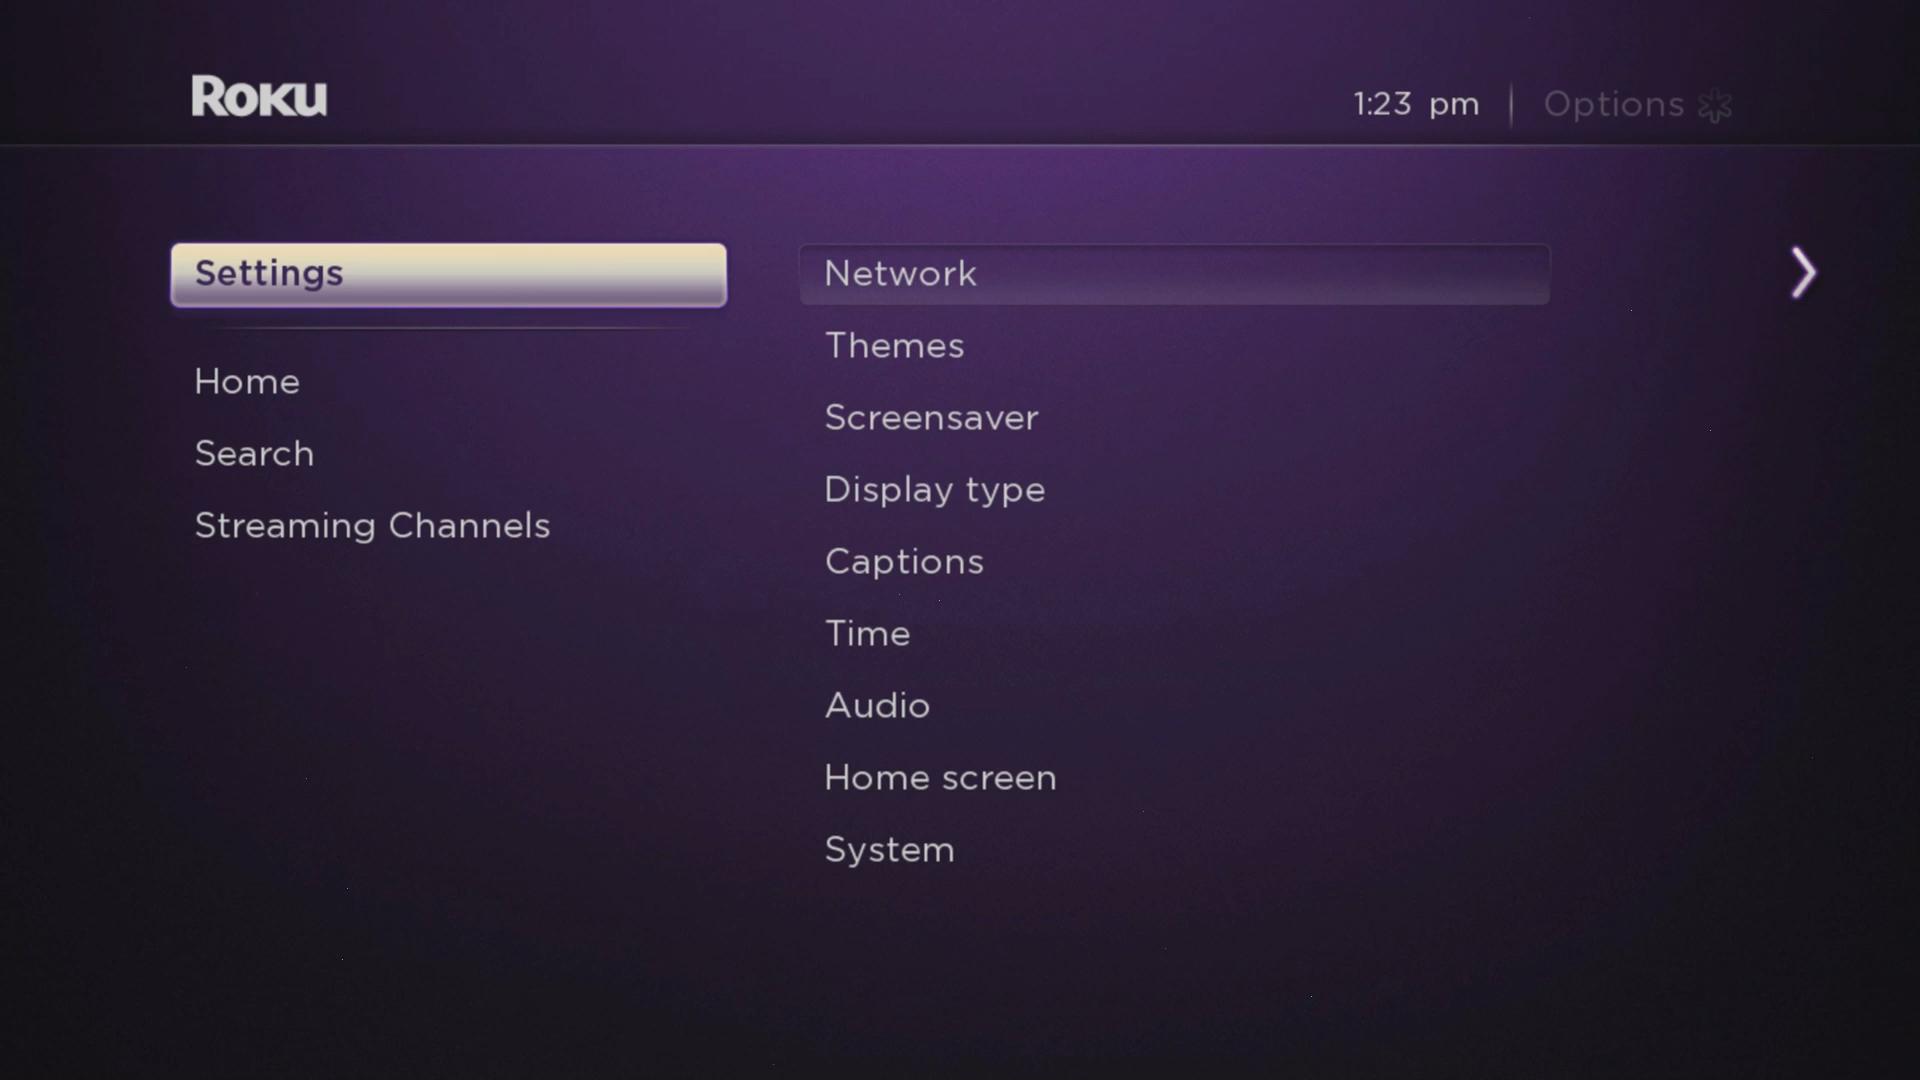 Roku
1:23 pm
Options
Settings
Home
Search
Streaming Channels
Network
Themes
Screensaver
Display type
Captions
Time
Audio
Home screen
System